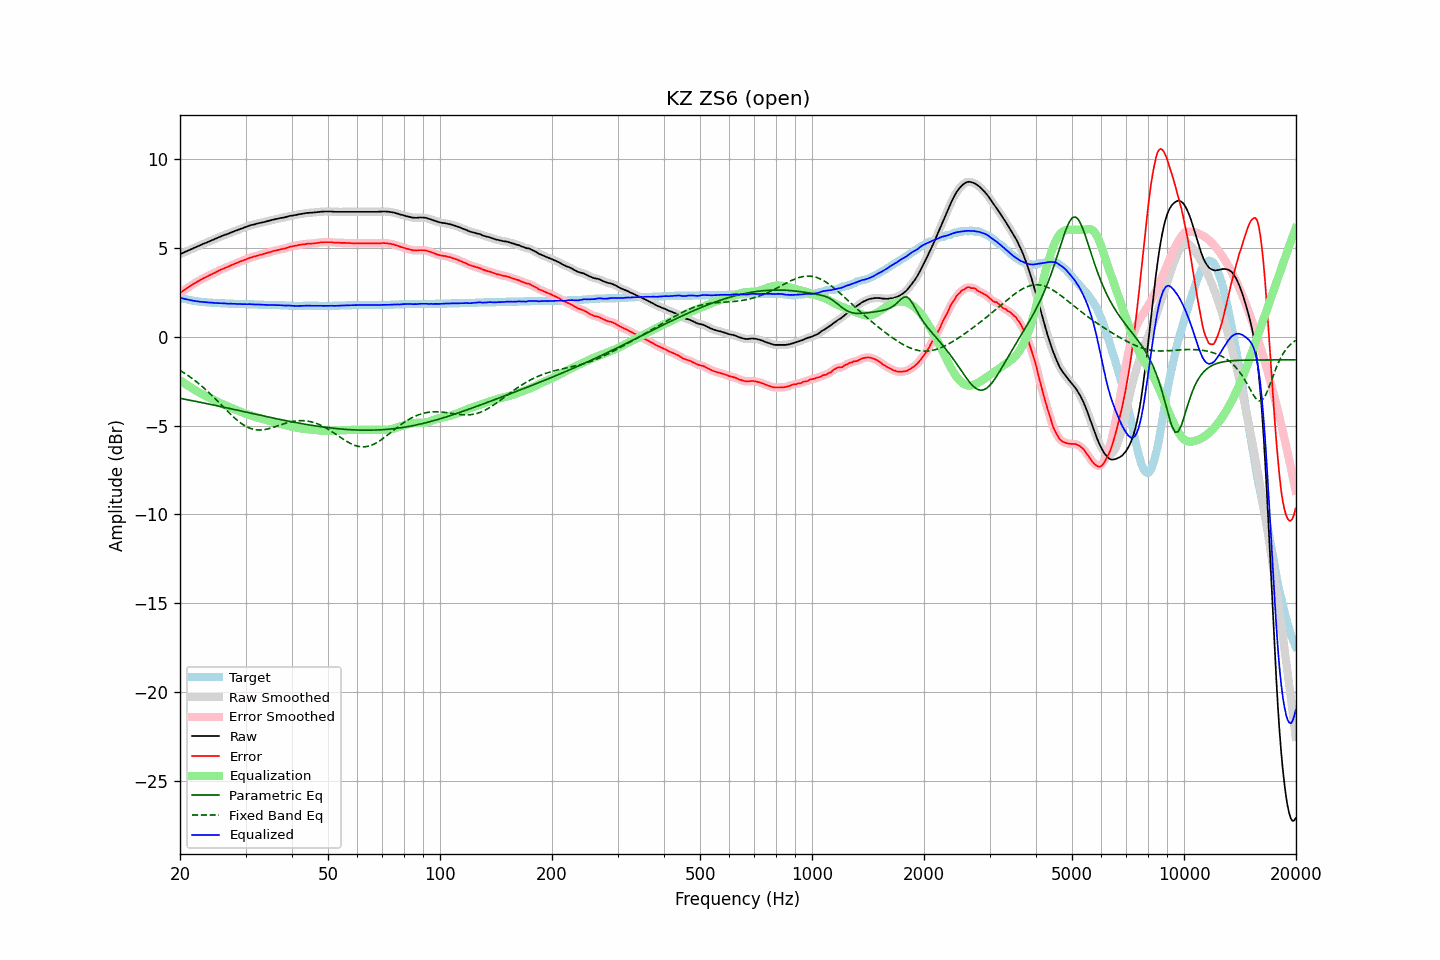 KZ ZS6 (open)
10
5
0
−5
−10
−15
−20
−25
Amplitude (dBr)
Target
Raw Smoothed
Error Smoothed
Raw
Error
Equalization
Parametric Eq
Fixed Band Eq
Equalized
20 50 100 200 500 1000 2000 5000 10000 20000
Frequency (Hz)